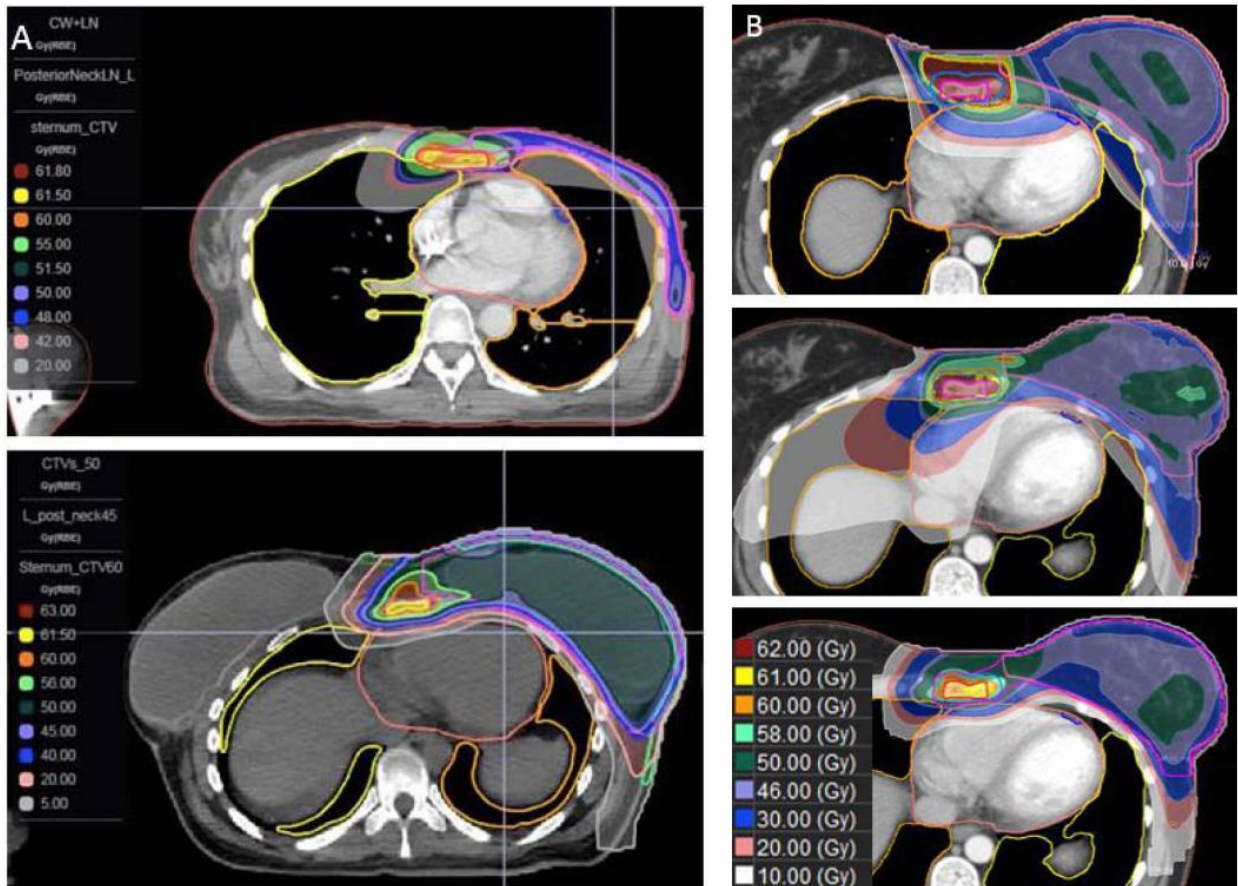 A
CW+LN
Gy(RBE)
PosteriorNeckLN_L
Gy(RBE)
sternum_CTV
Gy(RBE)
61.80
61.50
60.00
55.00
51.50
50.00
48.00
42.00
20.00
CTVs_50
Gy(RBE)
L_post_neck45
Gy(RBE)
Sternum_CTV60
Gy(RBE)
63.00
61.50
60.00
56.00
50.00
45.00
40.00
20.00
5.00
B
62.00 (Gy)
61.00 (Gy)
60.00 (Gy)
58.00 (Gy)
50.00 (Gy)
46.00 (Gy)
30.00 (Gy)
20.00 (Gy)
10.00 (Gy)